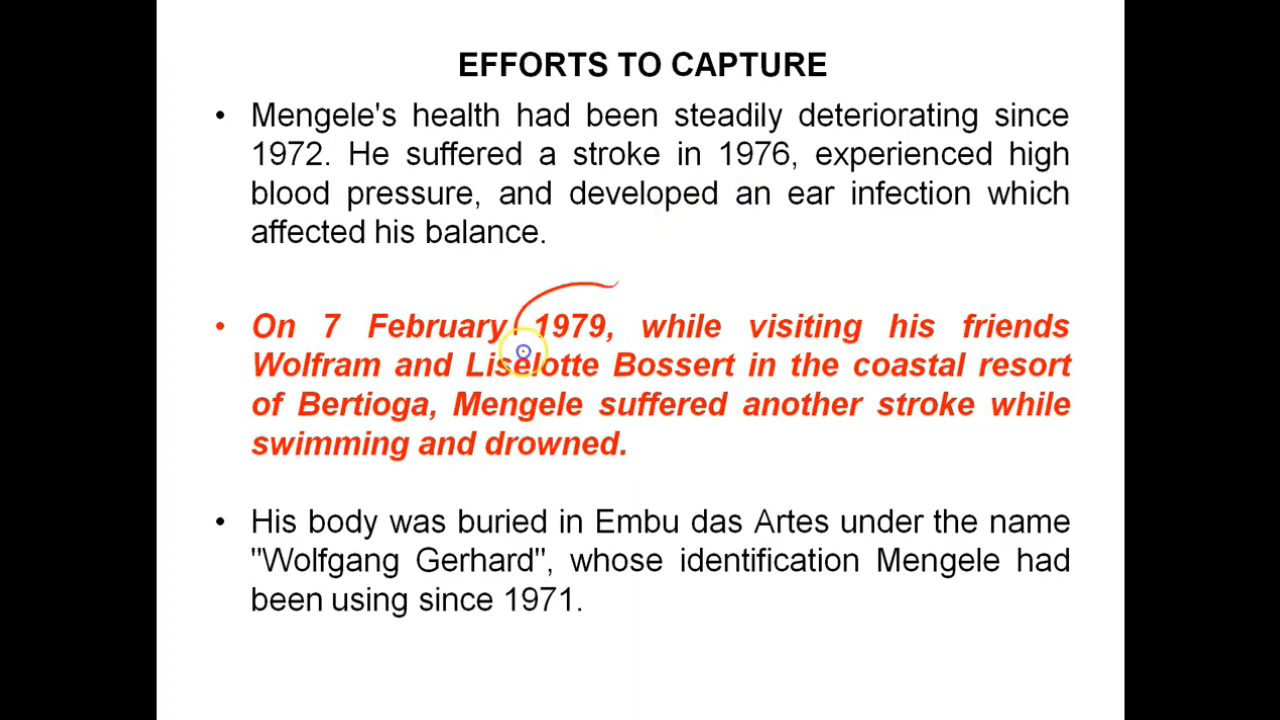 EFFORTS TO CAPTURE
• Mengele's health had been steadily deteriorating since
1972. He suffered a stroke in 1976, experienced high
blood pressure, and developed an ear infection which
affected his balance.
• On 7 February 1979, while visiting his friends
Wolfram and Liselotte Bossert in the coastal resort
of Bertioga, Mengele suffered another stroke while
swimming and drowned.
• His body was buried in Embu das Artes under the name
"Wolfgang Gerhard", whose identification Mengele had
been using since 1971.